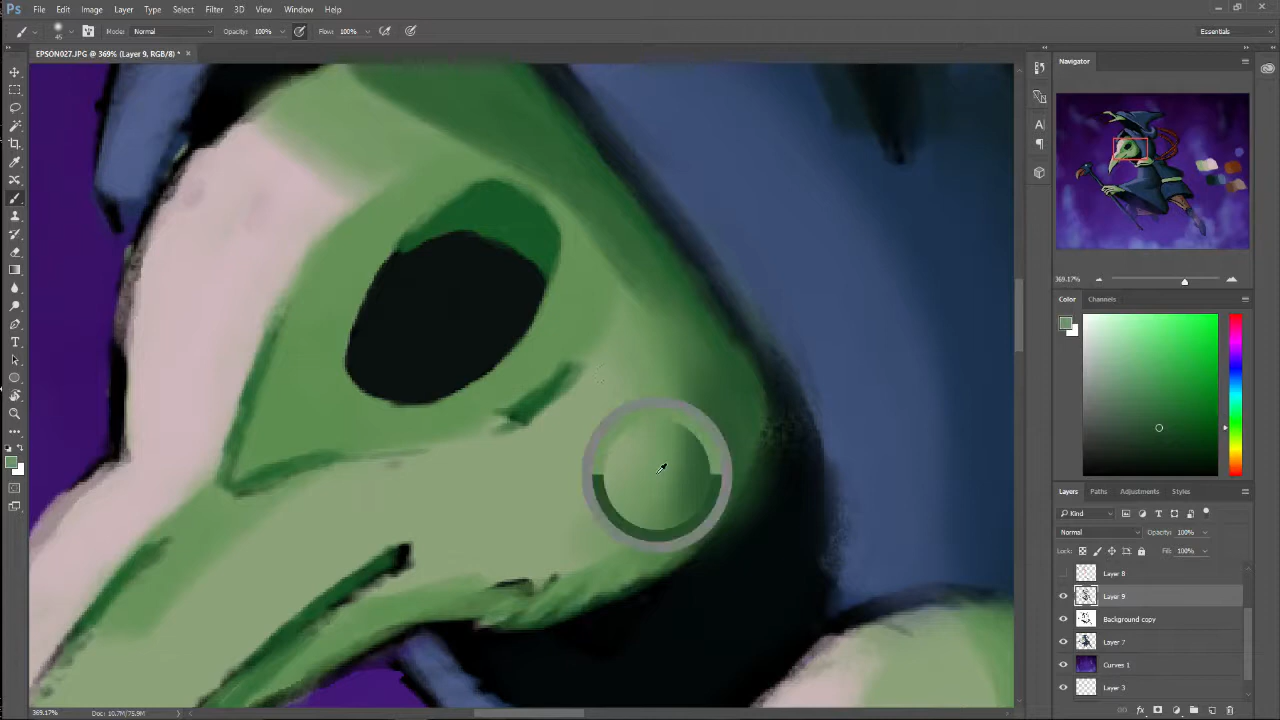 Ps File Edit Image Layer Type Select Filter 3D View Window Help
45 Mode: Normal Opacity: 100% Flow: 100% Essentials
EPSON027.JPG @ 369% (Layer 9, RGB/8) * ×
Navigator
369.17%
Color Channels
Layers Paths Adjustments Styles
Kind
Normal Opacity: 100%
Lock: Fill: 100%
Layer 8
Layer 9
Background copy
Layer 7
Curves 1
Layer 3
369.17% Doc: 10.7M/75.9M